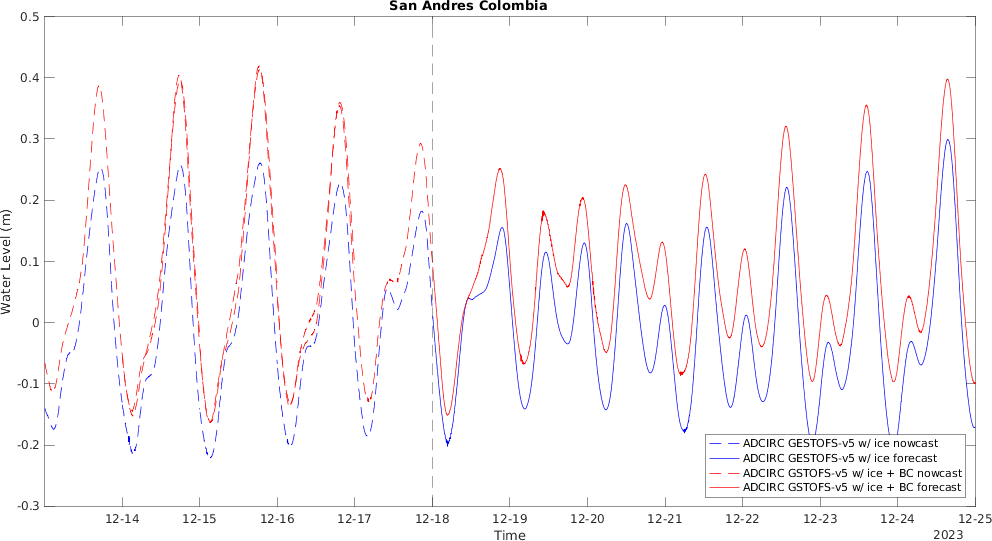 San Andres Colombia
Water Level (m)
0.5
0.4
0.3
0.2
0.1
0
-0.1
-0.2
-0.3
12-14 12-15 12-16 12-17 12-18 12-19 12-20 12-21 12-22 12-23 12-24 12-25
Time
2023
ADCIRC GESTOFS-v5 w/ ice nowcast
ADCIRC GESTOFS-v5 w/ ice forecast
ADCIRC GSTOFS-v5 w/ ice + BC nowcast
ADCIRC GSTOFS-v5 w/ ice + BC forecast